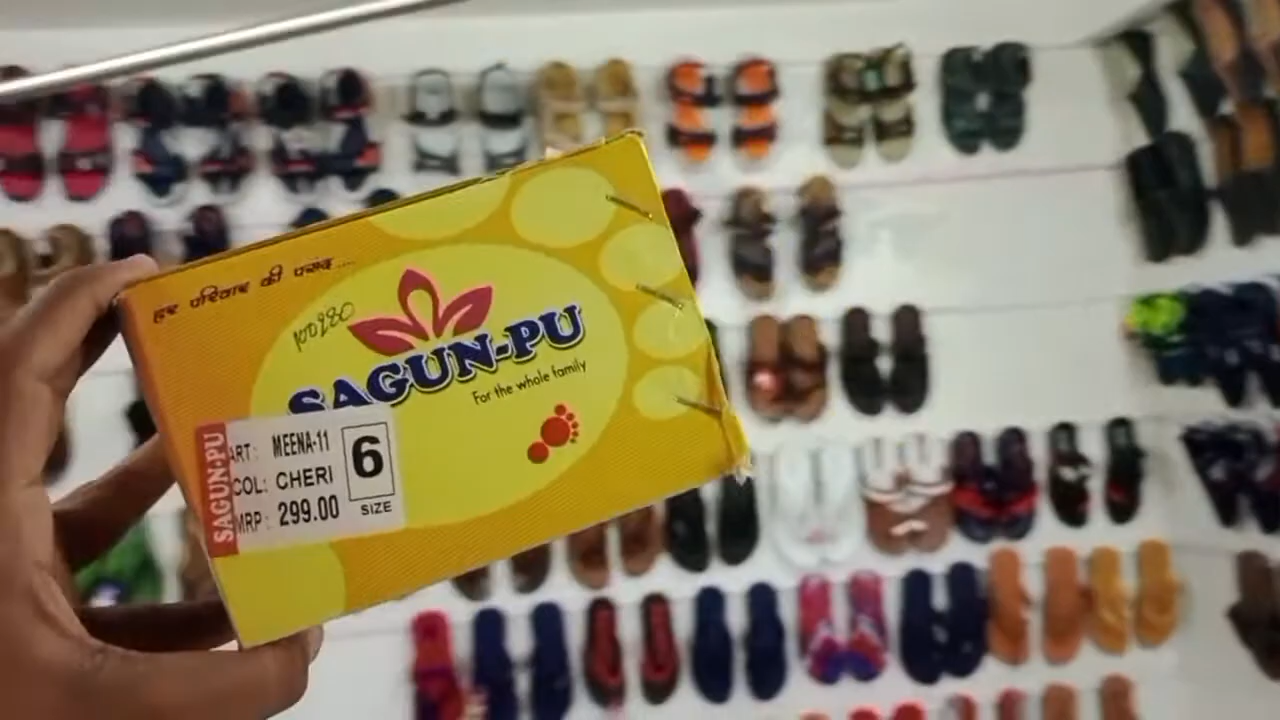 हर परिवार की पसंद....
SAGUN-PU
For the whole family
SAGUN-PU
ART: MEENA-11
COL: CHERI
MRP: 299.00
6
SIZE